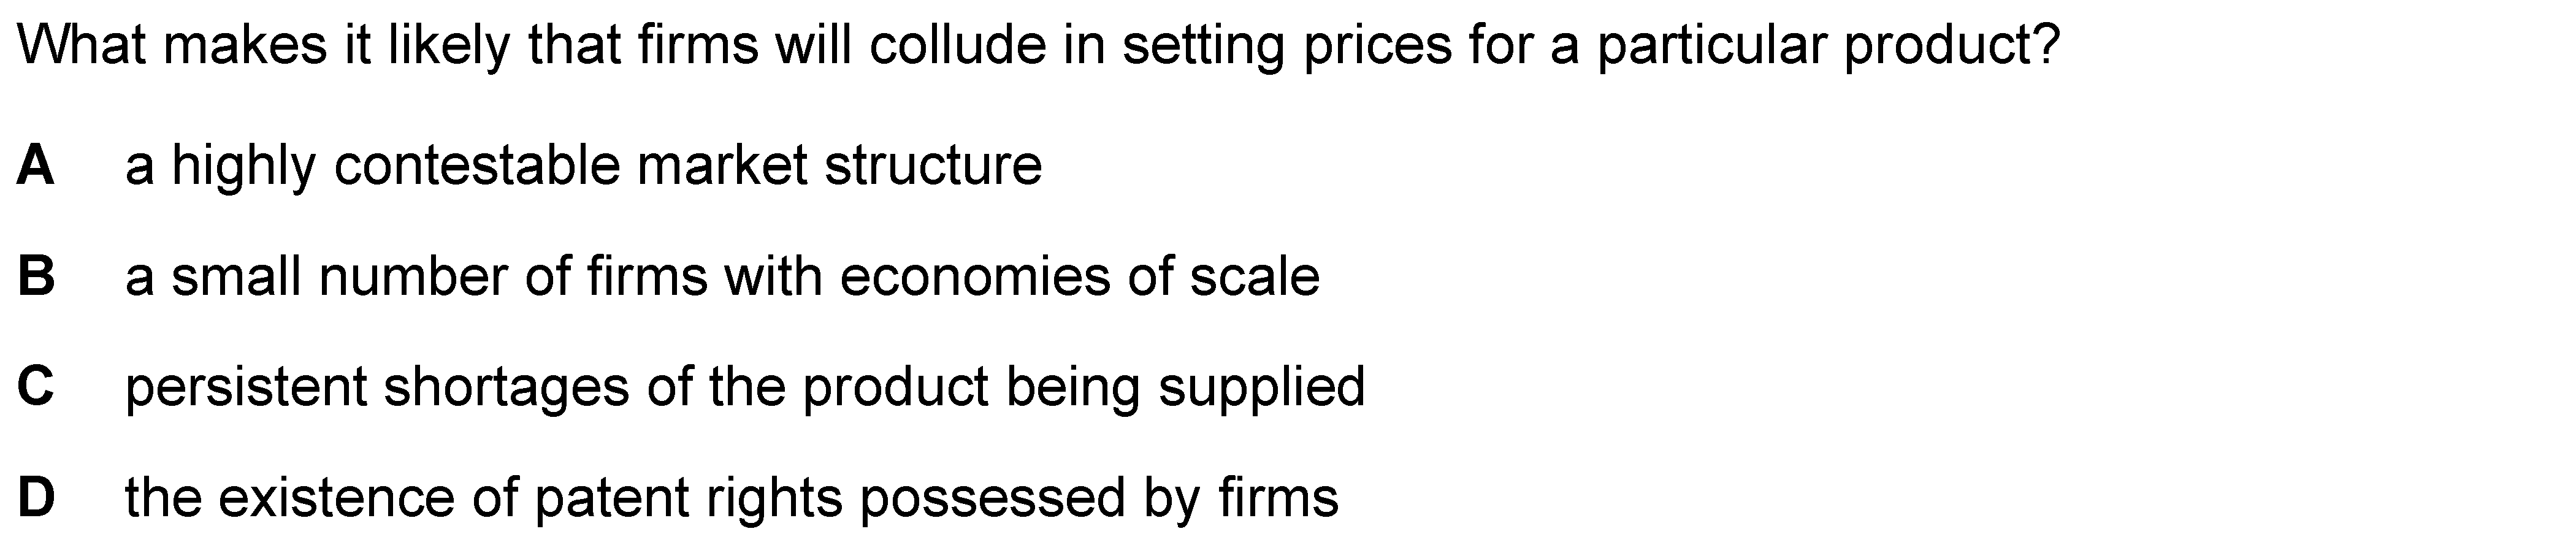 What makes it likely that firms will collude in setting prices for a particular product?
A a highly contestable market structure
B a small number of firms with economies of scale
C persistent shortages of the product being supplied
D the existence of patent rights possessed by firms